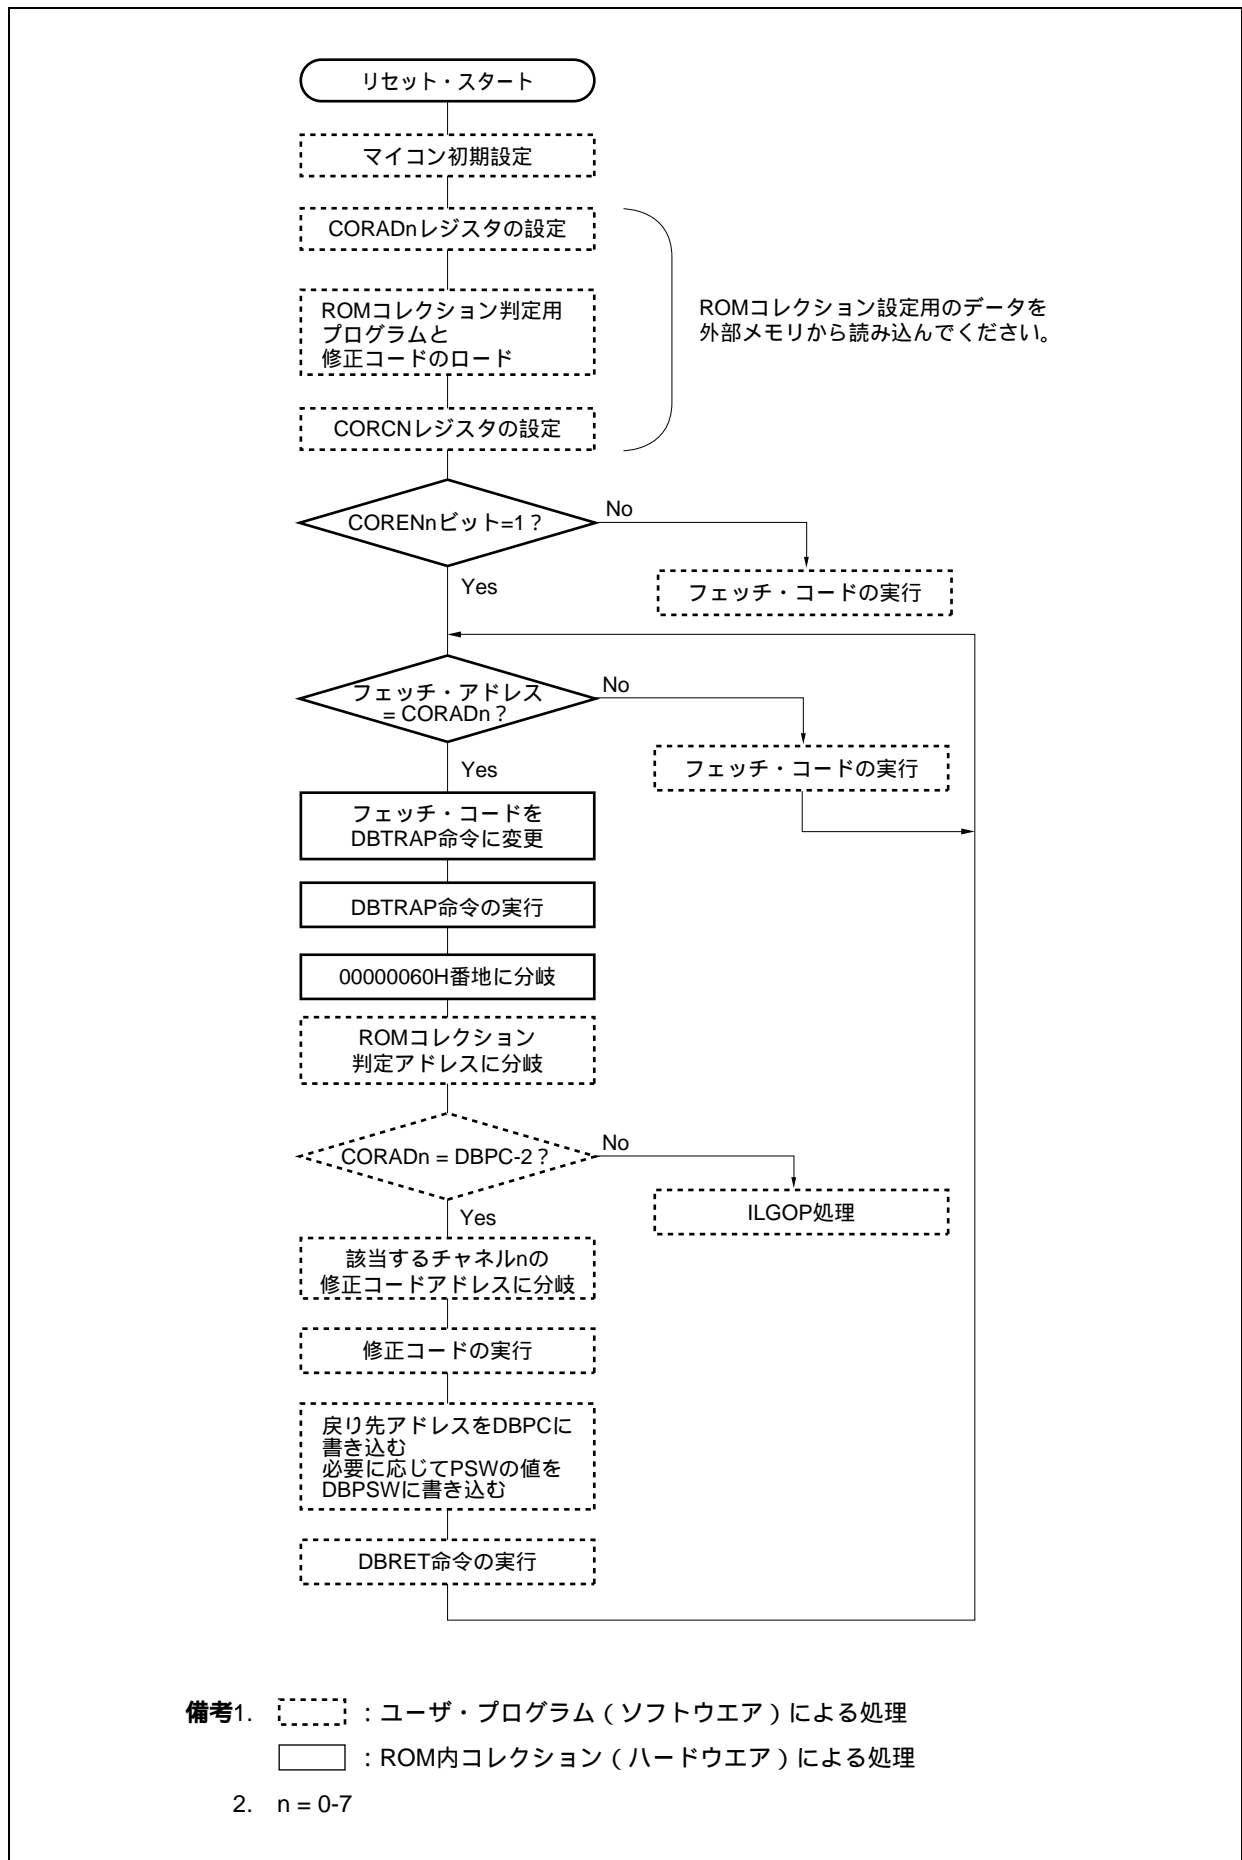 リセット・スタート
マイコン初期設定
CORADnレジスタの設定
ROMコレクション判定用
プログラムと
修正コードのロード
ROMコレクション設定用のデータを
外部メモリから読み込んでください。
CORCNレジスタの設定
CORENnビット=1？
No
Yes
フェッチ・コードの実行
フェッチ・アドレス
= CORADn？
No
Yes
フェッチ・コードの実行
フェッチ・コードを
DBTRAP命令に変更
DBTRAP命令の実行
00000060H番地に分岐
ROMコレクション
判定アドレスに分岐
CORADn = DBPC-2？
No
Yes
ILGOP処理
該当するチャネルnの
修正コードアドレスに分岐
修正コードの実行
戻り先アドレスをDBPCに
書き込む
必要に応じてPSWの値を
DBPSWに書き込む
DBRET命令の実行
備考1. ：ユーザ・プログラム（ソフトウエア）による処理
：ROM内コレクション（ハードウエア）による処理
2. n = 0-7